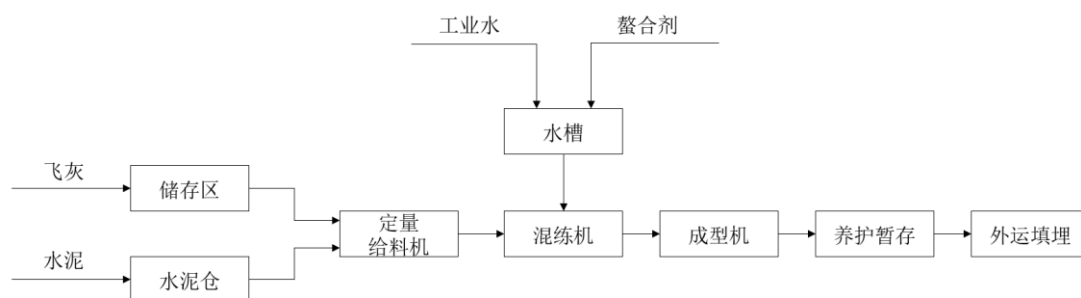 工业水
螯合剂
水槽
飞灰
储存区
定量
给料机
混练机
成型机
养护暂存
外运填埋
水泥
水泥仓